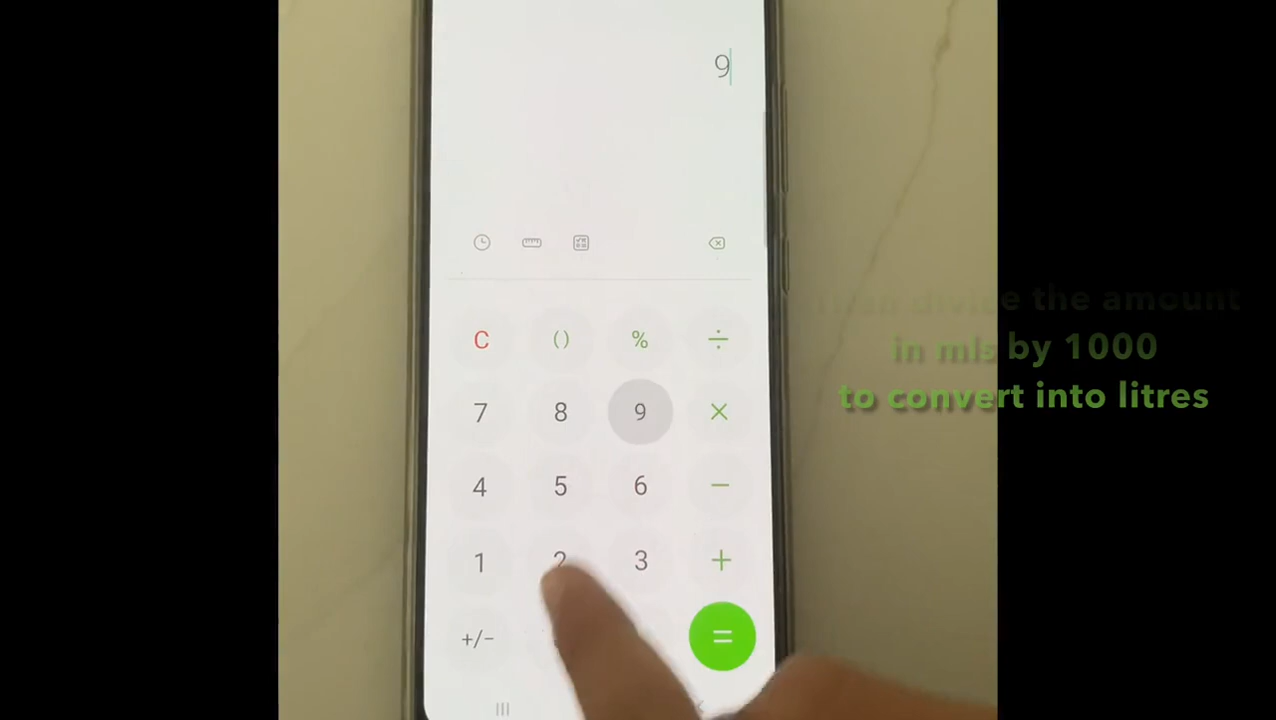 9
C () % ÷
7 8 9 ×
4 5 6 −
1 2 3 +
+/− =
Then divide the amount
in mls by 1000
to convert into litres